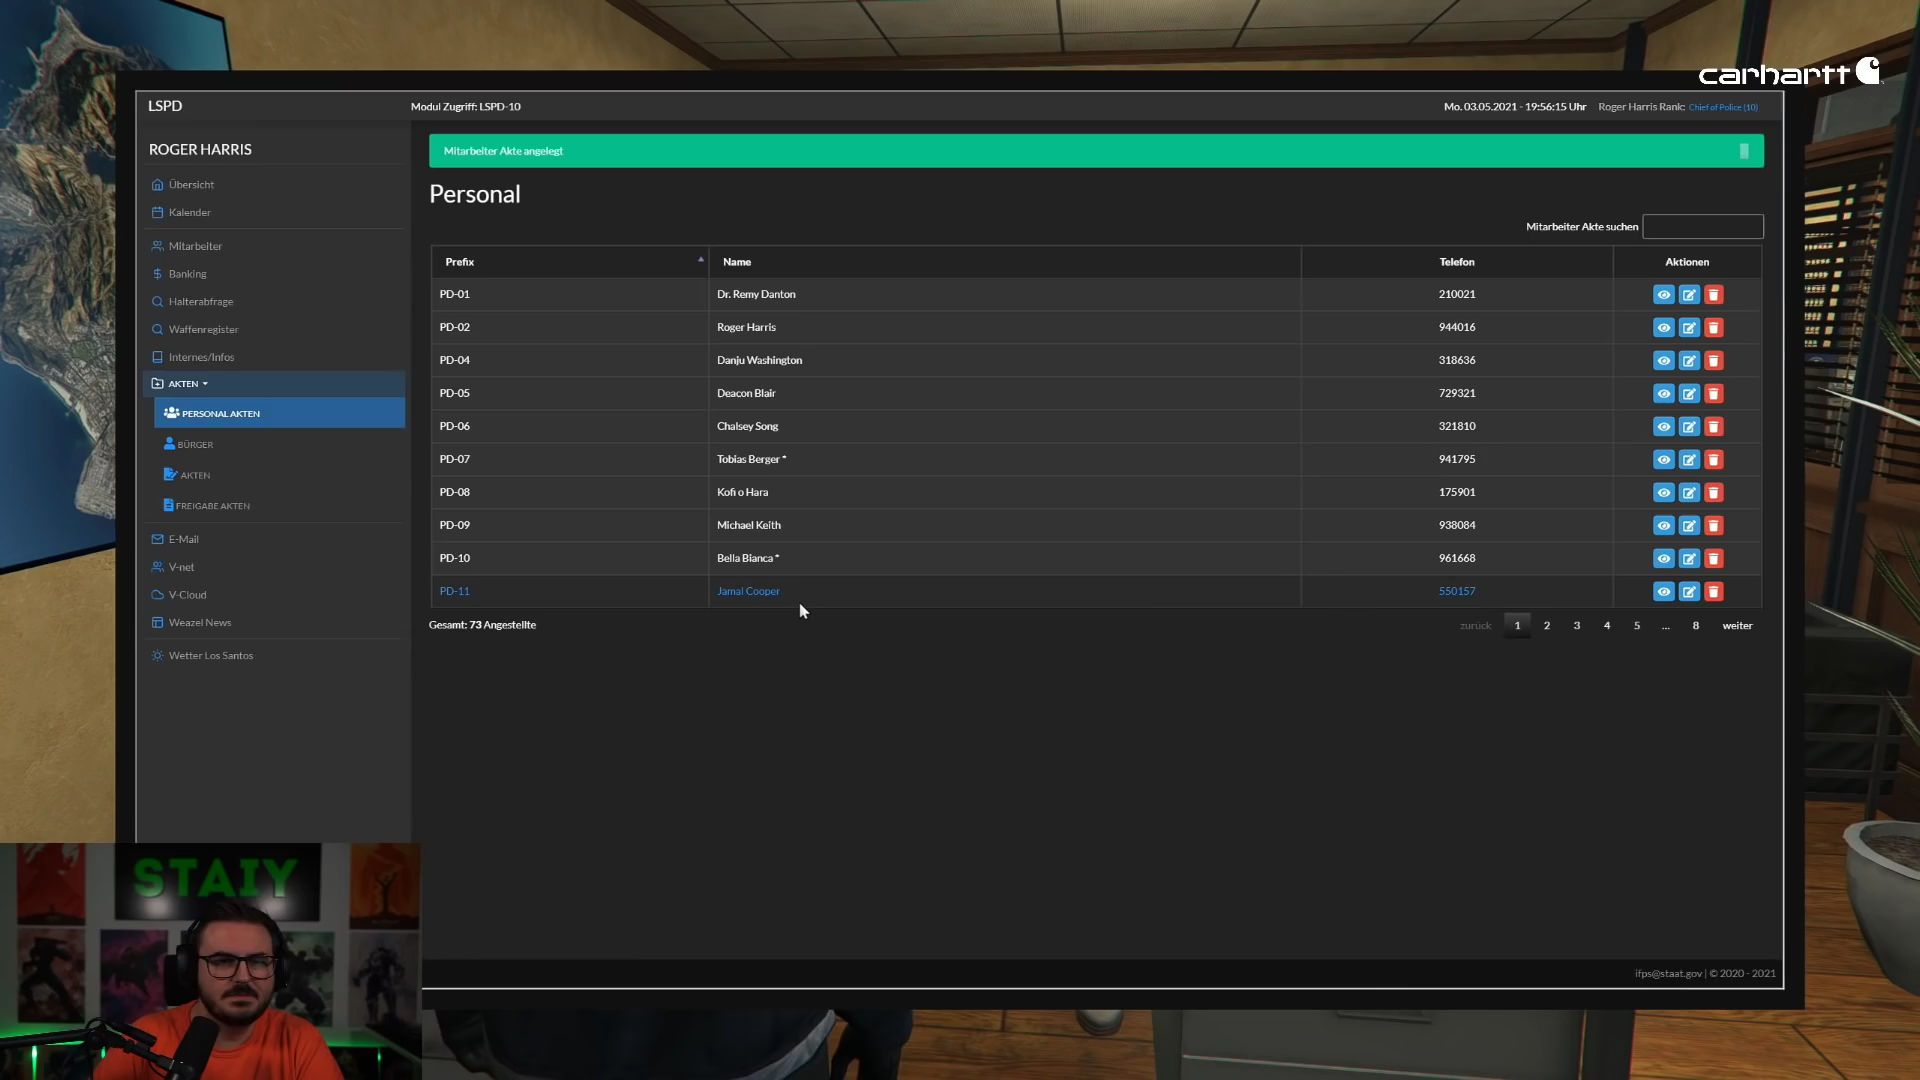 carhartt
LSPD
Modul Zugriff: LSPD-10
Mo. 03.05.2021 - 19:56:15 Uhr
Roger Harris Rank: Chief of Police (10)
ROGER HARRIS
Übersicht
Kalender
Mitarbeiter
Banking
Halterabfrage
Waffenregister
Internes/Infos
AKTEN
PERSONAL AKTEN
BÜRGER
AKTEN
FREIGABE AKTEN
E-Mail
V-net
V-Cloud
Weazel News
Wetter Los Santos
Mitarbeiter Akte angelegt
Personal
Mitarbeiter Akte suchen
Prefix Name Telefon Aktionen
PD-01 Dr. Remy Danton 210021
PD-02 Roger Harris 944016
PD-04 Danju Washington 318636
PD-05 Deacon Blair 729321
PD-06 Chalsey Song 321810
PD-07 Tobias Berger * 941795
PD-08 Kofi o Hara 175901
PD-09 Michael Keith 938084
PD-10 Bella Bianca * 961668
PD-11 Jamal Cooper 550157
Gesamt: 73 Angestellte
zurück 1 2 3 4 5 ... 8 weiter
ifps@staat.gov | © 2020 - 2021
STAIY